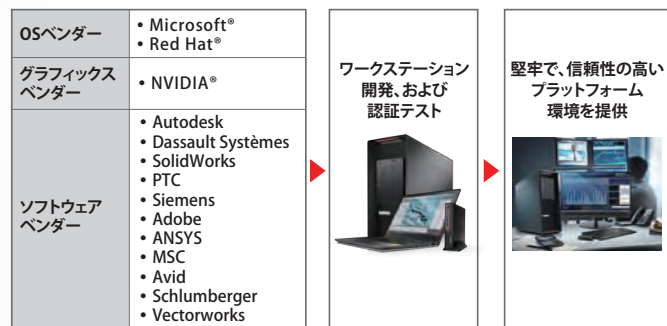 OSベンダー
• Microsoft®
• Red Hat®
グラフィックス
ベンダー
• NVIDIA®
ソフトウェア
ベンダー
• Autodesk
• Dassault Systèmes
• SolidWorks
• PTC
• Siemens
• Adobe
• ANSYS
• MSC
• Avid
• Schlumberger
• Vectorworks
ワークステーション
開発、および
認証テスト
堅牢で、信頼性の高い
プラットフォーム
環境を提供